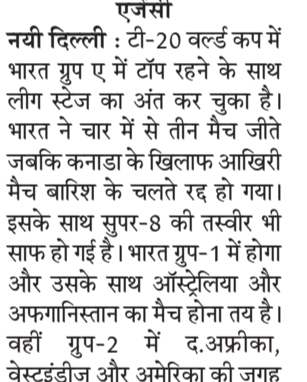 एजेंसी
नयी दिल्ली : टी-20 वर्ल्ड कप में
भारत ग्रुप ए में टॉप रहने के साथ
लीग स्टेज का अंत कर चुका है।
भारत ने चार में से तीन मैच जीते
जबकि कनाडा के खिलाफ आखिरी
मैच बारिश के चलते रद्द हो गया।
इसके साथ सुपर-8 की तस्वीर भी
साफ हो गई है। भारत ग्रुप-1 में होगा
और उसके साथ ऑस्ट्रेलिया और
अफगानिस्तान का मैच होना तय है।
वहीं ग्रुप-2 में द.अफ्रीका,
वेस्टइंडीज और अमेरिका की जगह